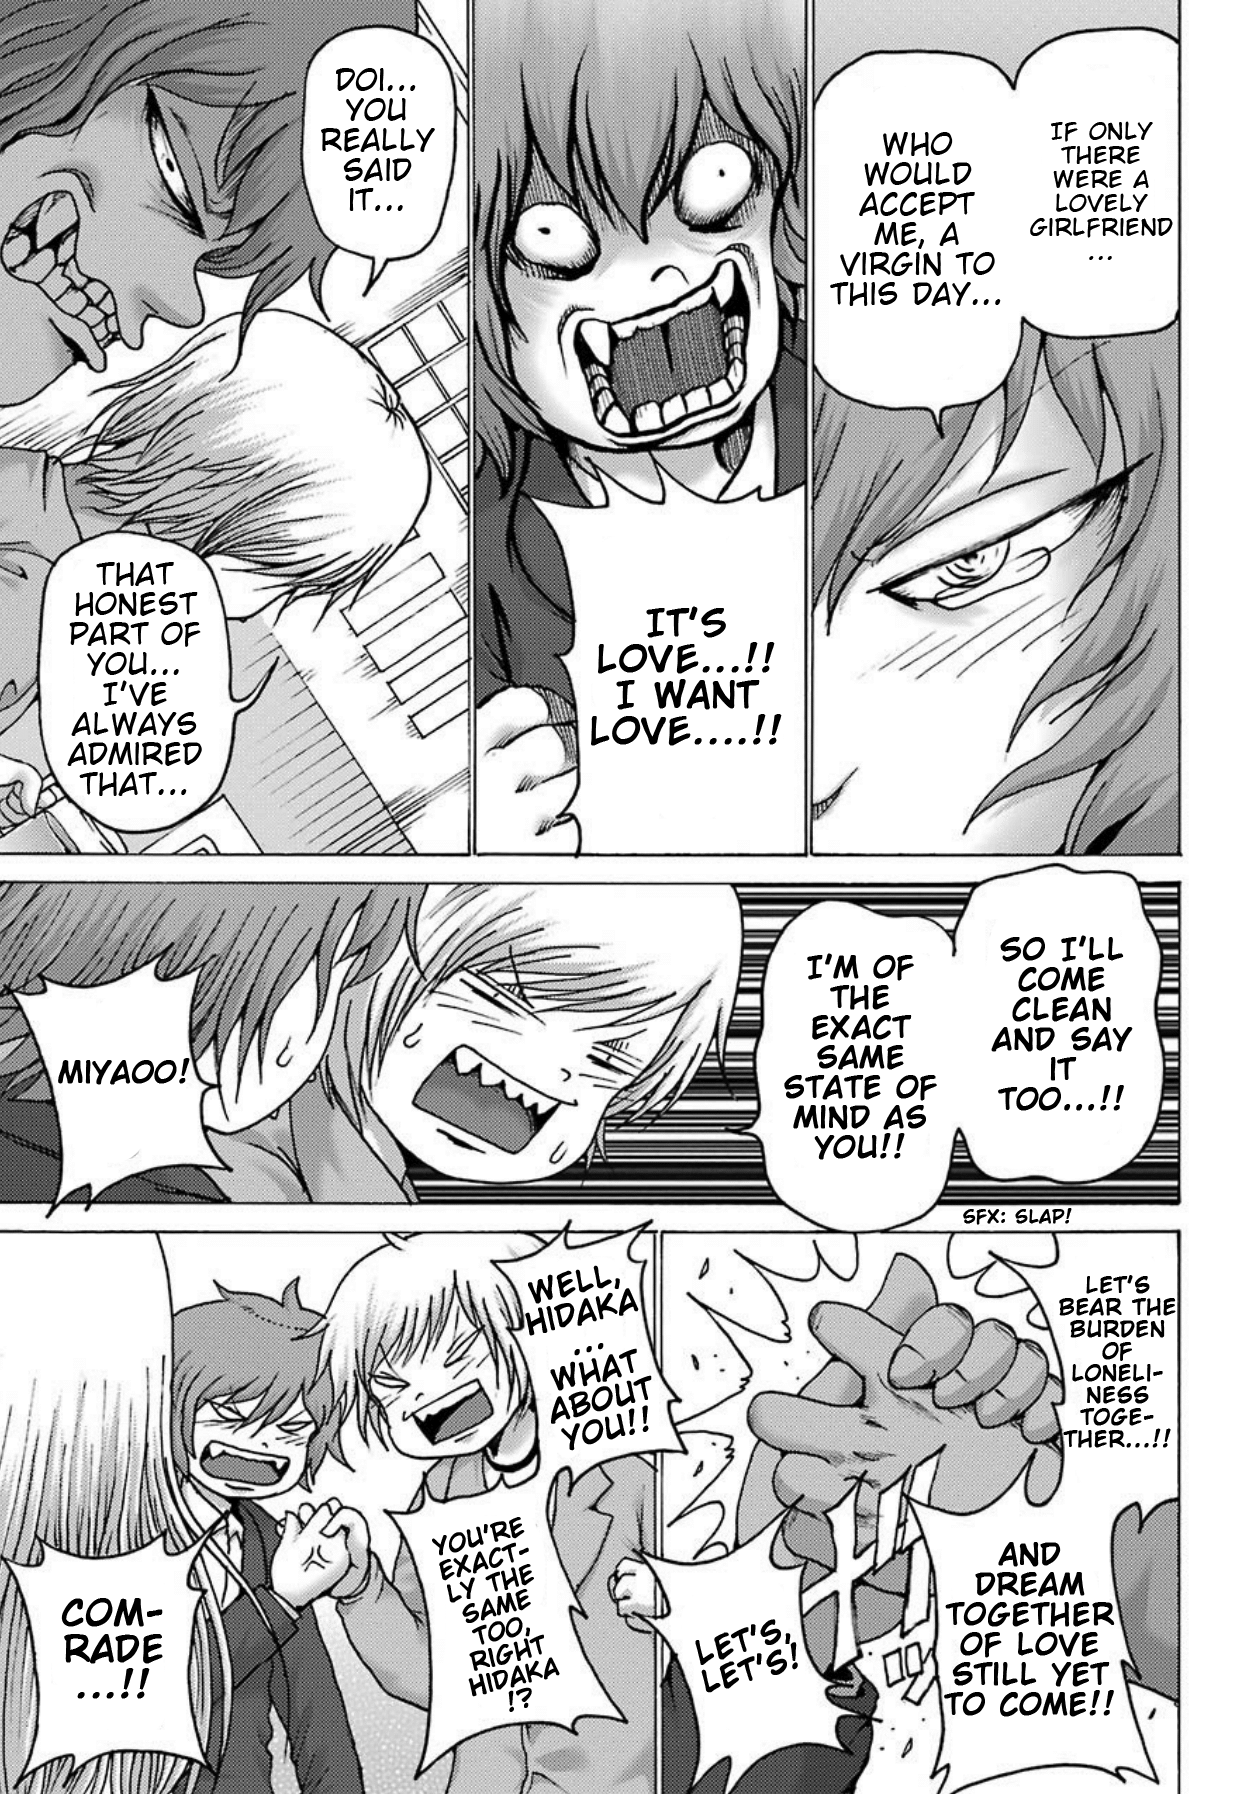 IF ONLY
THERE
WERE A
LOVELY
GIRLFRIEND
...
WHO
WOULD
ACCEPT
ME, A
VIRGIN TO
THIS DAY...
IT'S
LOVE...!!
I WANT
LOVE....!!
DOI...
YOU
REALLY
SAID
IT...
THAT
HONEST
PART OF
YOU...
I'VE
ALWAYS
ADMIRED
THAT...
SO I'LL
COME
CLEAN
AND SAY
IT
TOO...!!
I'M OF
THE
EXACT
SAME
STATE OF
MIND AS
YOU!!
MIYAOO!
SFX: SLAP!
LET'S
BEAR THE
BURDEN
OF
LONELI-
NESS
TOGE-
THER...!!
AND
DREAM
TOGETHER
OF LOVE
STILL YET
TO COME!!
LET'S,
LET'S!
WELL,
HIDAKA
...
WHAT
ABOUT
YOU!!
YOU'RE
EXACT-
LY THE
SAME
TOO,
RIGHT
HIDAKA
!?
COM-
RADE
...!!